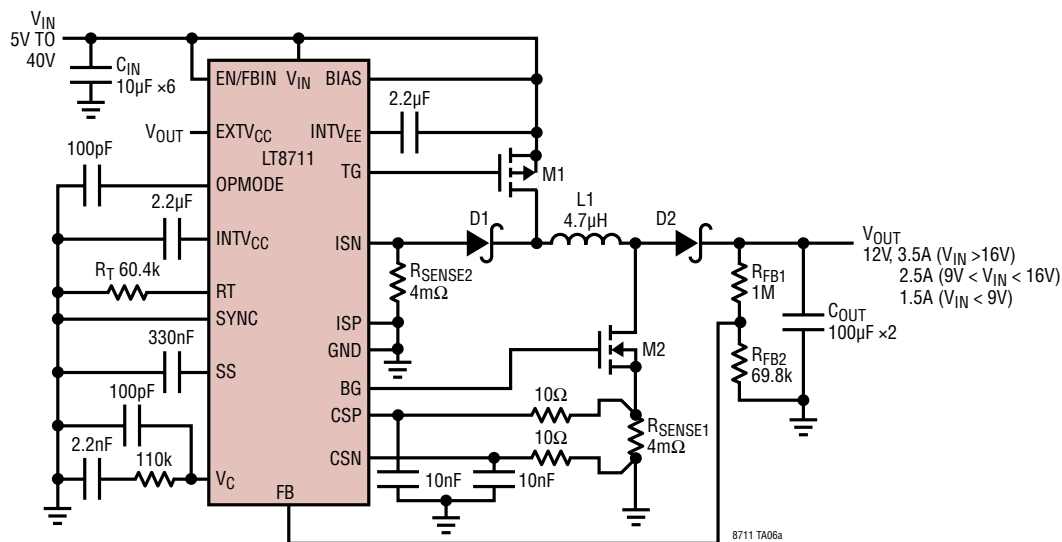 VIN
5V TO
40V
CIN
10µF ×6
EN/FBIN
VIN
BIAS
2.2µF
VOUT
EXTVCC
INTVEE
LT8711
100pF
TG
M1
OPMODE
2.2µF
L1
4.7µH
D1
D2
INTVCC
ISN
VOUT
12V, 3.5A (VIN >16V)
2.5A (9V < VIN < 16V)
1.5A (VIN < 9V)
RT 60.4k
RT
RSENSE2
4mΩ
RFB1
1M
SYNC
ISP
COUT
100µF ×2
330nF
GND
M2
RFB2
69.8k
SS
BG
100pF
CSP
10Ω
RSENSE1
4mΩ
2.2nF
110k
VC
CSN
10Ω
10nF
10nF
FB
8711 TA06a